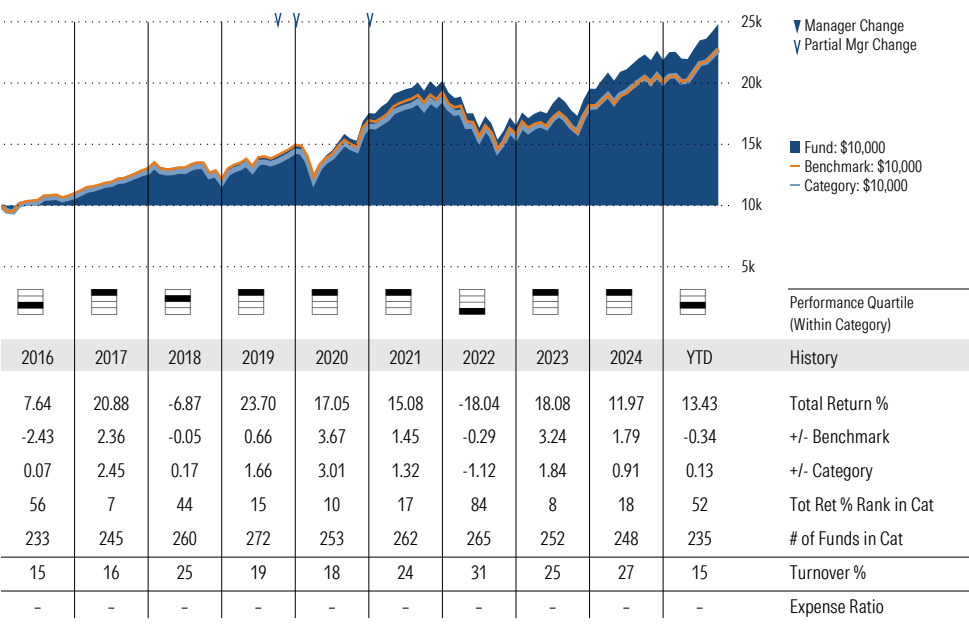 25k
20k
15k
10k
5k
Manager Change
Partial Mgr Change
Fund: $10,000
Benchmark: $10,000
Category: $10,000
Performance Quartile
(Within Category)
2016 2017 2018 2019 2020 2021 2022 2023 2024 YTD History
7.64 20.88 -6.87 23.70 17.05 15.08 -18.04 18.08 11.97 13.43 Total Return %
-2.43 2.36 -0.05 0.66 3.67 1.45 -0.29 3.24 1.79 -0.34 +/- Benchmark
0.07 2.45 0.17 1.66 3.01 1.32 -1.12 1.84 0.91 0.13 +/- Category
56 7 44 15 10 17 84 8 18 52 Tot Ret % Rank in Cat
233 245 260 272 253 262 265 252 248 235 # of Funds in Cat
15 16 25 19 18 24 31 25 27 15 Turnover %
– – – – – – – – – – Expense Ratio